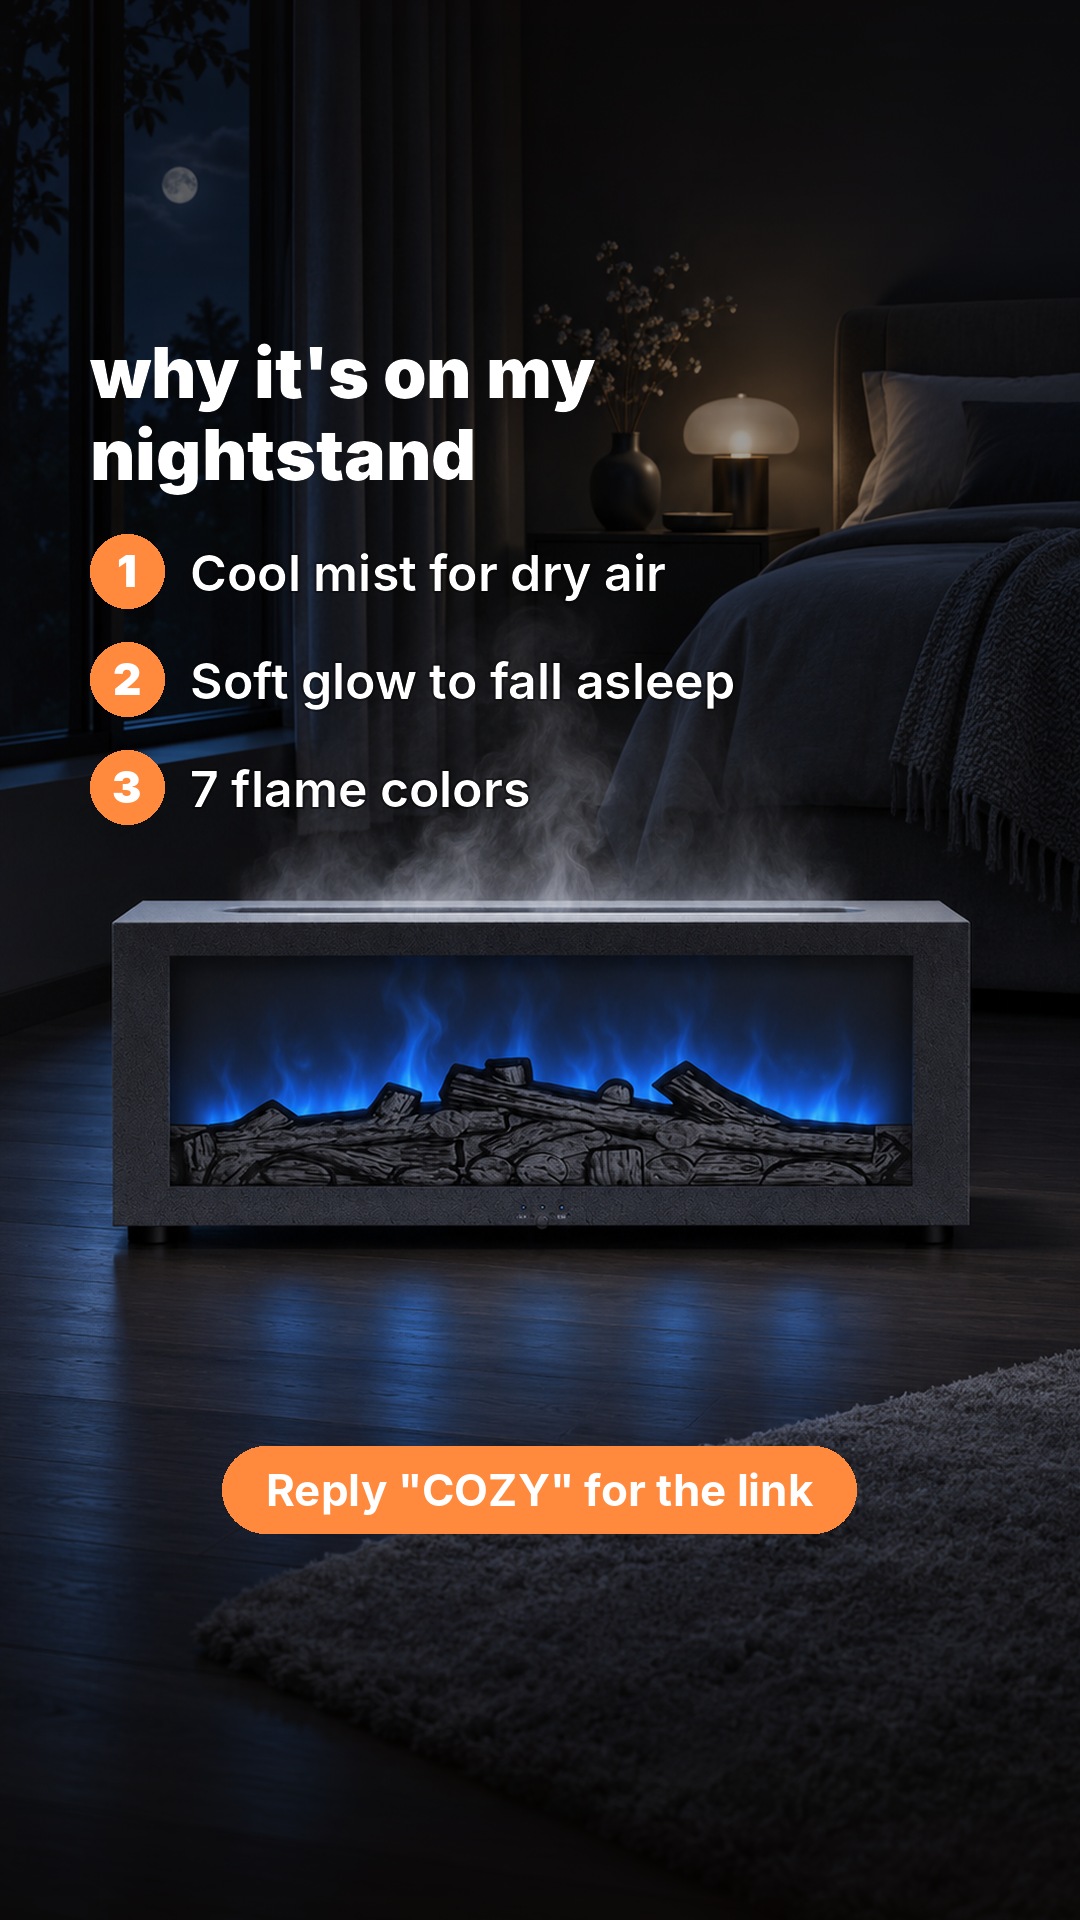 why it's on my
nightstand
1 Cool mist for dry air
2 Soft glow to fall asleep
3 7 flame colors
Reply "COZY" for the link